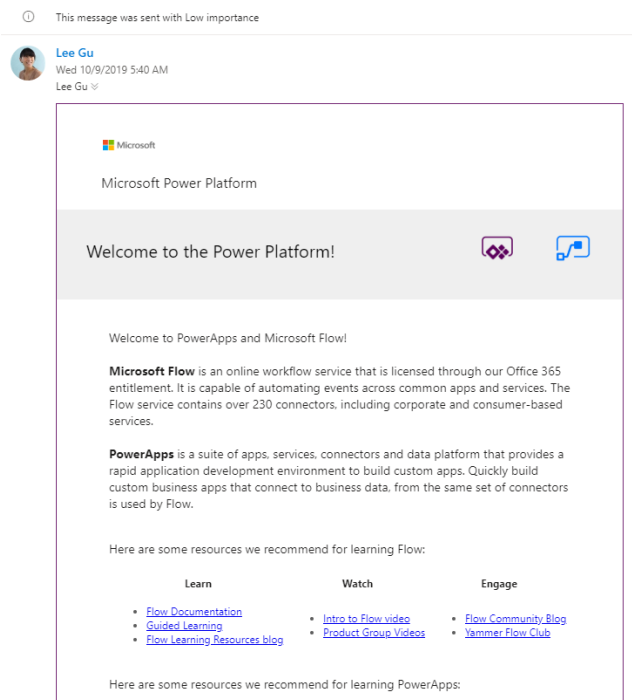 This message was sent with Low importance
Lee Gu
Wed 10/9/2019 5:40 AM
Lee Gu
Microsoft
Microsoft Power Platform
Welcome to the Power Platform!
Welcome to PowerApps and Microsoft Flow!
Microsoft Flow is an online workflow service that is licensed through our Office 365
entitlement. It is capable of automating events across common apps and services. The
Flow service contains over 230 connectors, including corporate and consumer-based
services.
PowerApps is a suite of apps, services, connectors and data platform that provides a
rapid application development environment to build custom apps. Quickly build
custom business apps that connect to business data, from the same set of connectors
is used by Flow.
Here are some resources we recommend for learning Flow:
Learn
Flow Documentation
Guided Learning
Flow Learning Resources blog
Watch
Intro to Flow video
Product Group Videos
Engage
Flow Community Blog
Yammer Flow Club
Here are some resources we recommend for learning PowerApps: